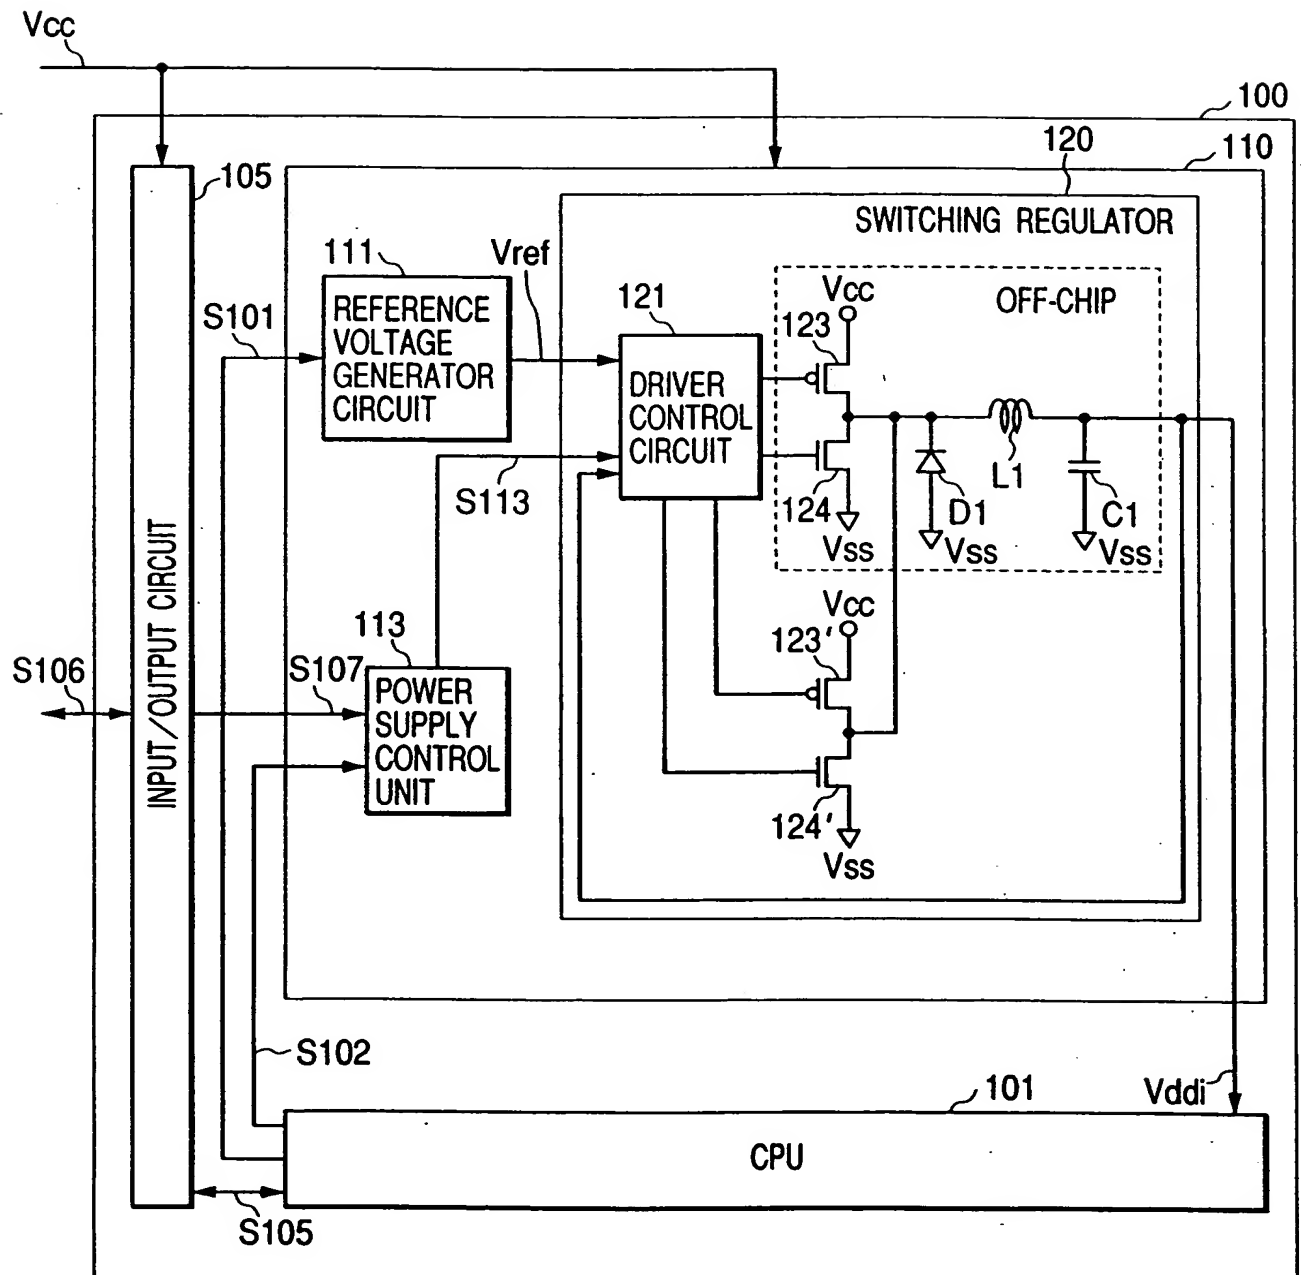 Vcc
100
120
110
105
SWITCHING REGULATOR
111
Vref
OFF-CHIP
Vcc
121
123
S101
REFERENCE
VOLTAGE
GENERATOR
CIRCUIT
DRIVER
CONTROL
CIRCUIT
L1
S113
124
D1
C1
Vss
Vss
Vss
INPUT/OUTPUT CIRCUIT
Vcc
113
123'
S106
S107
POWER
SUPPLY
CONTROL
UNIT
124'
Vss
S102
101
Vddi
CPU
S105